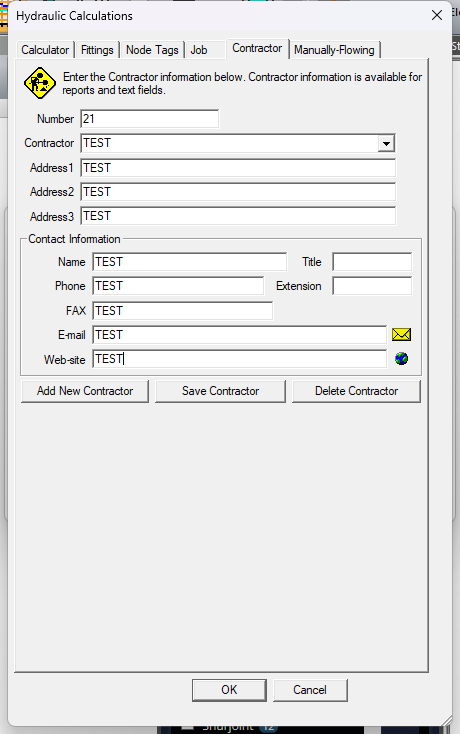 Hydraulic Calculations
Calculator Fittings Node Tags Job Contractor Manually-Flowing
Enter the Contractor information below. Contractor information is available for
reports and text fields.
Number 21
Contractor TEST
Address1 TEST
Address2 TEST
Address3 TEST
Contact Information
Name TEST Title
Phone TEST Extension
FAX TEST
E-mail TEST
Web-site TEST
Add New Contractor Save Contractor Delete Contractor
OK Cancel
12